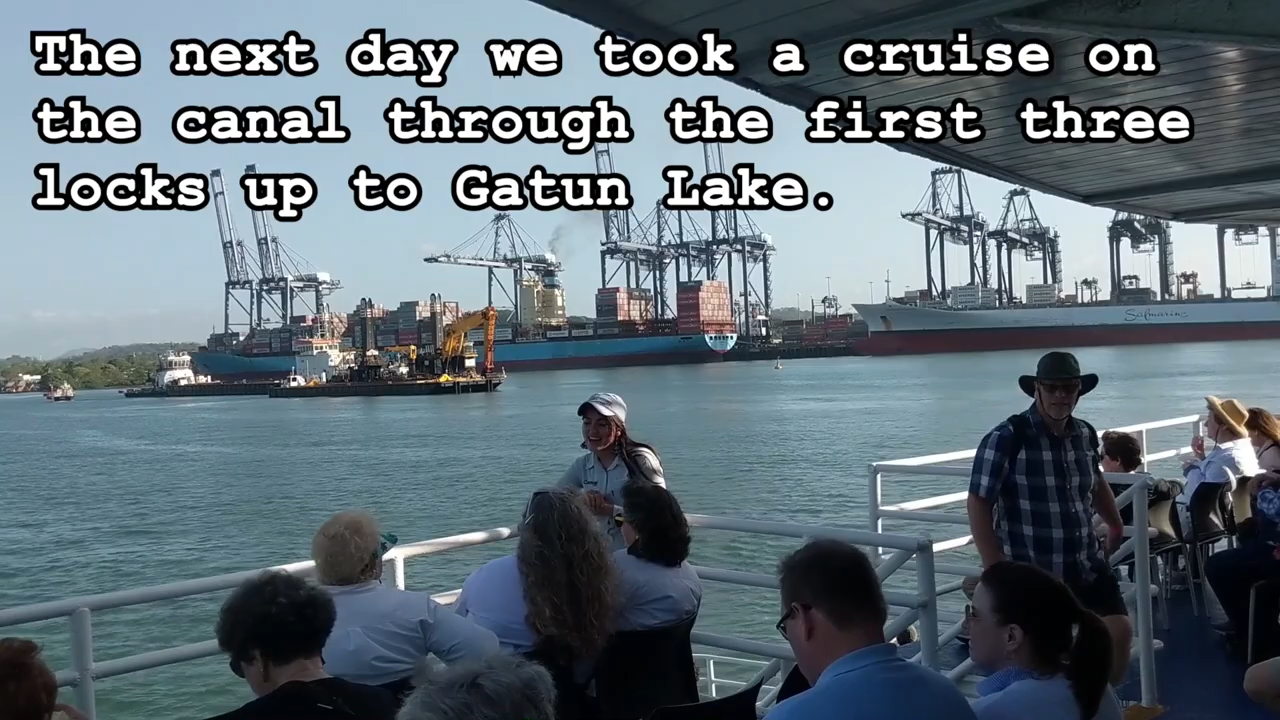 The next day we took a cruise on
the canal through the first three
locks up to Gatun Lake.
Safmarine